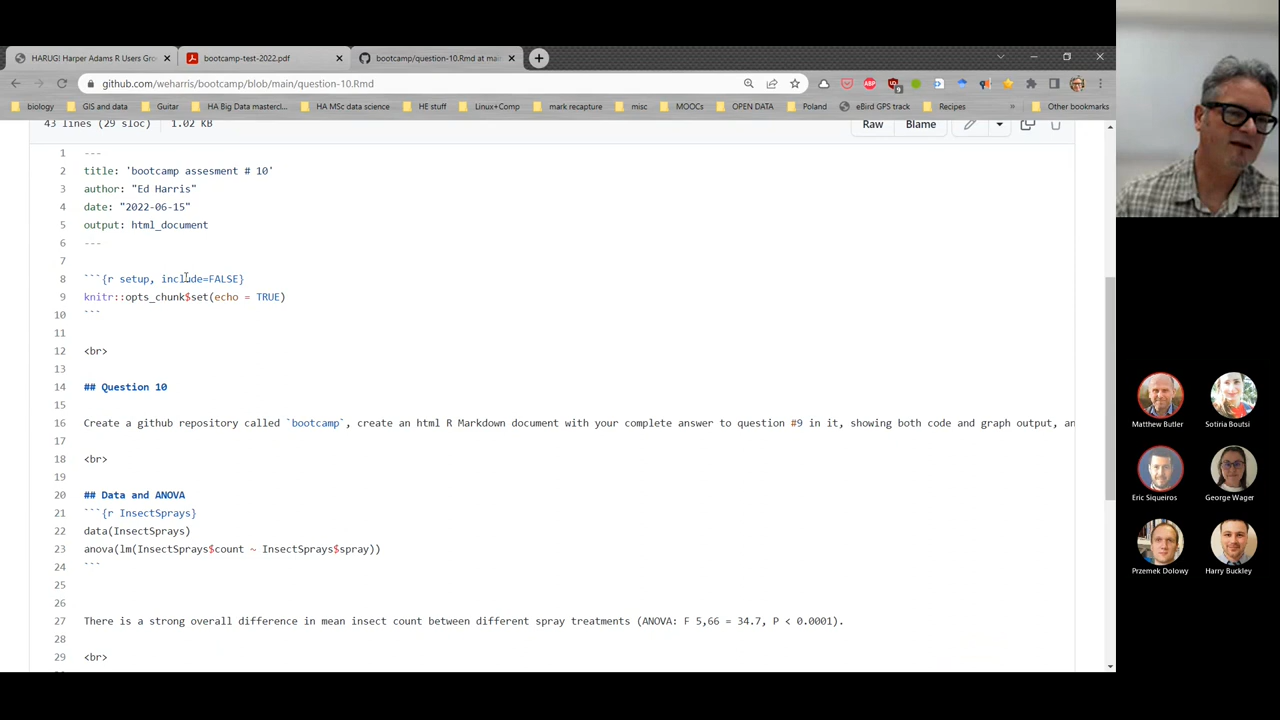 HARUG! Harper Adams R Users Gro
bootcamp-test-2022.pdf
bootcamp/question-10.Rmd at mai
github.com/weharris/bootcamp/blob/main/question-10.Rmd
biology
GIS and data
Guitar
HA Big Data mastercl...
HA MSc data science
HE stuff
Linux+Comp
mark recapture
misc
MOOCs
OPEN DATA
Poland
eBird GPS track
Recipes
»
Other bookmarks
43 lines (29 sloc) 1.02 KB
Raw
Blame
1 ---
2 title: 'bootcamp assesment # 10'
3 author: "Ed Harris"
4 date: "2022-06-15"
5 output: html_document
6 ---
7
8 ```{r setup, include=FALSE}
9 knitr::opts_chunk$set(echo = TRUE)
10 ```
11
12 <br>
13
14 ## Question 10
15
16 Create a github repository called `bootcamp`, create an html R Markdown document with your complete answer to question #9 in it, showing both code and graph output, an
17
18 <br>
19
20 ## Data and ANOVA
21 ```{r InsectSprays}
22 data(InsectSprays)
23 anova(lm(InsectSprays$count ~ InsectSprays$spray))
24 ```
25
26
27 There is a strong overall difference in mean insect count between different spray treatments (ANOVA: F 5,66 = 34.7, P < 0.0001).
28
29 <br>
Matthew Butler
Sotiria Boutsi
Eric Siqueiros
George Wager
Przemek Dolowy
Harry Buckley